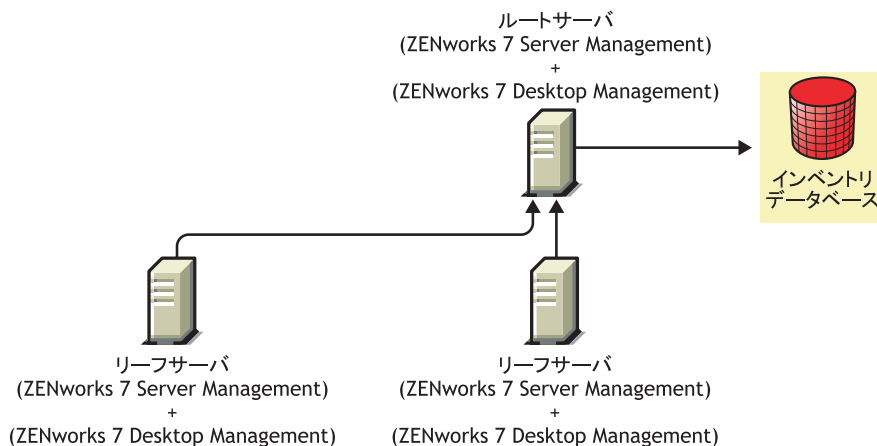 ルートサーバ
(ZENworks 7 Server Management)
+
(ZENworks 7 Desktop Management)
インベントリ
データベース
リーフサーバ
(ZENworks 7 Server Management)
+
(ZENworks 7 Desktop Management)
リーフサーバ
(ZENworks 7 Server Management)
+
(ZENworks 7 Desktop Management)